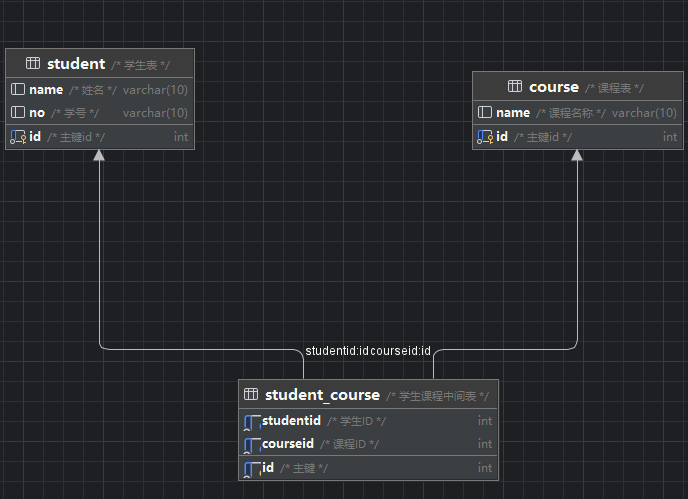 student /* 学生表 */
name /* 姓名 */ varchar(10)
no /* 学号 */ varchar(10)
id /* 主键id */ int
course /* 课程表 */
name /* 课程名称 */ varchar(10)
id /* 主键id */ int
studentid:id courseid:id
student_course /* 学生课程中间表 */
studentid /* 学生ID */ int
courseid /* 课程ID */ int
id /* 主键 */ int